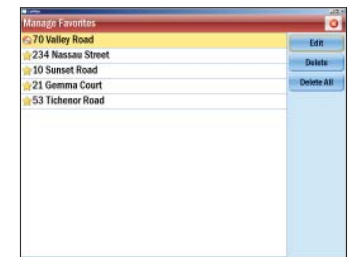 Manage Favorites
70 Valley Road
234 Nassau Street
10 Sunset Road
21 Gemma Court
53 Tichenor Road
Edit
Delete
Delete All